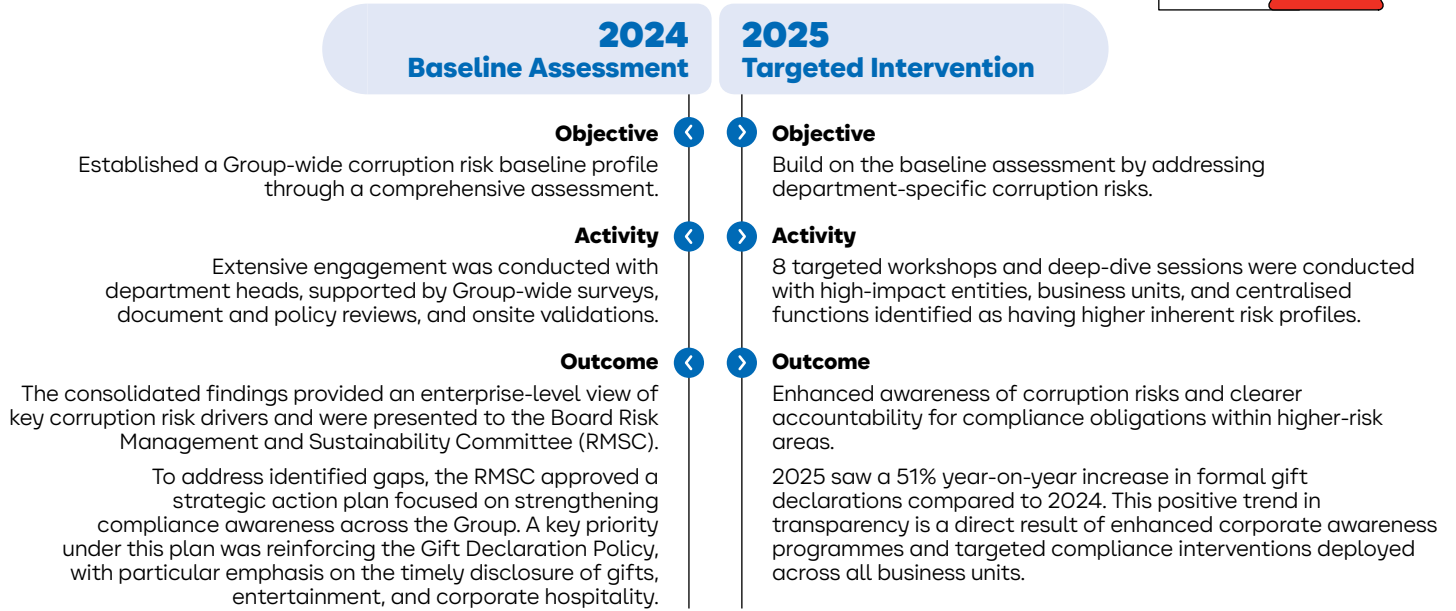 2024
Baseline Assessment
Objective
Established a Group-wide corruption risk baseline profile
through a comprehensive assessment.
Activity
Extensive engagement was conducted with
department heads, supported by Group-wide surveys,
document and policy reviews, and onsite validations.
Outcome
The consolidated findings provided an enterprise-level view of
key corruption risk drivers and were presented to the Board Risk
Management and Sustainability Committee (RMSC).
To address identified gaps, the RMSC approved a
strategic action plan focused on strengthening
compliance awareness across the Group. A key priority
under this plan was reinforcing the Gift Declaration Policy,
with particular emphasis on the timely disclosure of gifts,
entertainment, and corporate hospitality.
2025
Targeted Intervention
Objective
Build on the baseline assessment by addressing
department-specific corruption risks.
Activity
8 targeted workshops and deep-dive sessions were conducted
with high-impact entities, business units, and centralised
functions identified as having higher inherent risk profiles.
Outcome
Enhanced awareness of corruption risks and clearer
accountability for compliance obligations within higher-risk
areas.
2025 saw a 51% year-on-year increase in formal gift
declarations compared to 2024. This positive trend in
transparency is a direct result of enhanced corporate awareness
programmes and targeted compliance interventions deployed
across all business units.